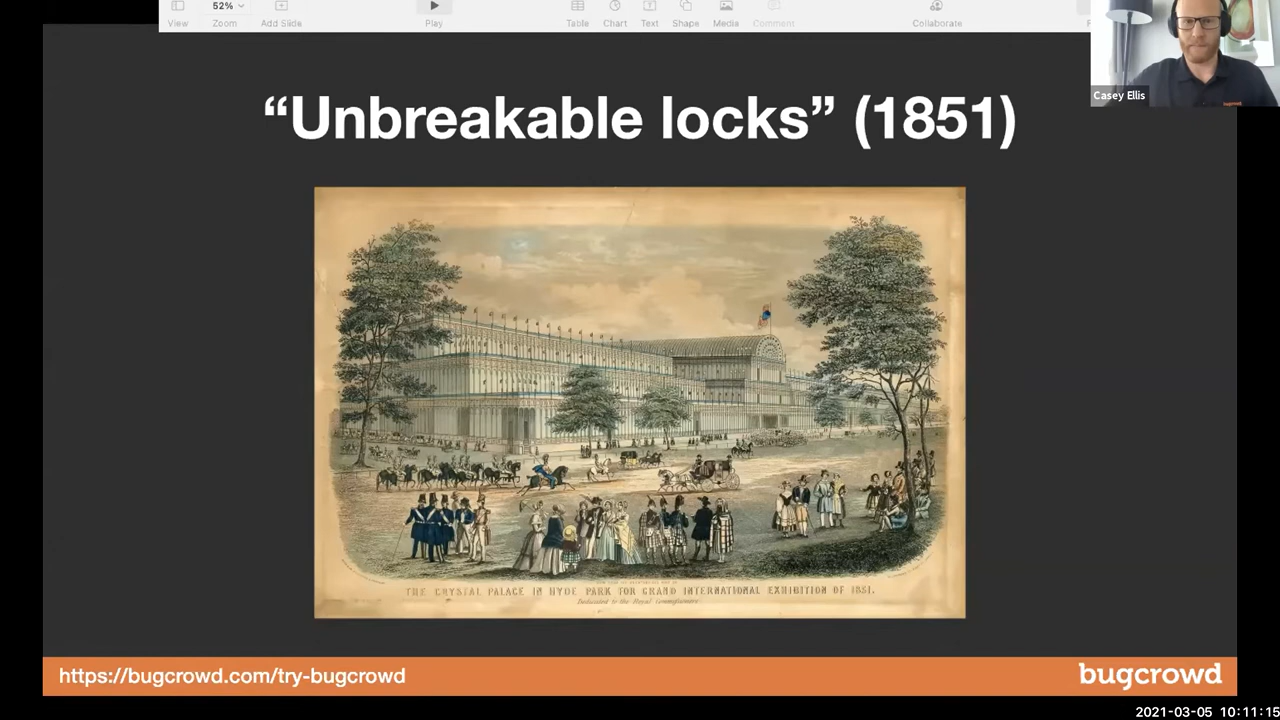 52%
View
Zoom
Add Slide
Play
Table
Chart
Text
Shape
Media
Comment
Collaborate
Casey Ellis
“Unbreakable locks” (1851)
THE CRYSTAL PALACE IN HYDE PARK FOR GRAND INTERNATIONAL EXHIBITION OF 1851.
Dedicated to the Royal Commissioners
https://bugcrowd.com/try-bugcrowd
bugcrowd
2021-03-05 10:11:15